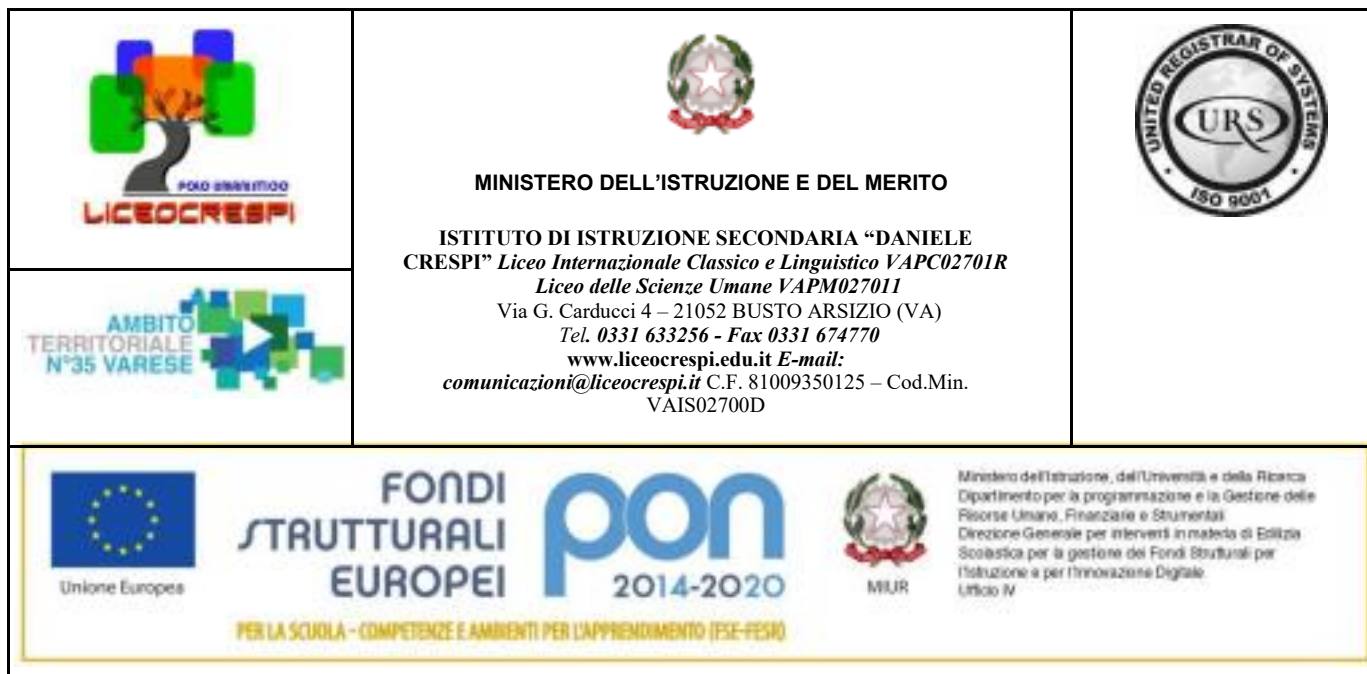 POLO UMANISTICO
LICEOCRESPI
AMBITO
TERRITORIALE
N°35 VARESE
MINISTERO DELL’ISTRUZIONE E DEL MERITO
ISTITUTO DI ISTRUZIONE SECONDARIA “DANIELE
CRESPI” Liceo Internazionale Classico e Linguistico VAPC02701R
Liceo delle Scienze Umane VAPM027011
Via G. Carducci 4 – 21052 BUSTO ARSIZIO (VA)
Tel. 0331 633256 - Fax 0331 674770
www.liceocrespi.edu.it E-mail:
comunicazioni@liceocrespi.it C.F. 81009350125 – Cod.Min.
VAIS02700D
UNITED REGISTRAR OF SYSTEMS
URS
ISO 9001
Unione Europea
FONDI
STRUTTURALI
EUROPEI
pon
2014-2020
PER LA SCUOLA - COMPETENZE E AMBIENTI PER L'APPRENDIMENTO (FSE-FESR)
MIUR
Ministero dell'Istruzione, dell'Università e della Ricerca
Dipartimento per la programmazione e la Gestione delle
Risorse Umane, Finanziarie e Strumentali
Direzione Generale per interventi in materia di Edilizia
Scolastica per la gestione dei Fondi Strutturali per
l'Istruzione e per l'Innovazione Digitale
Ufficio IV